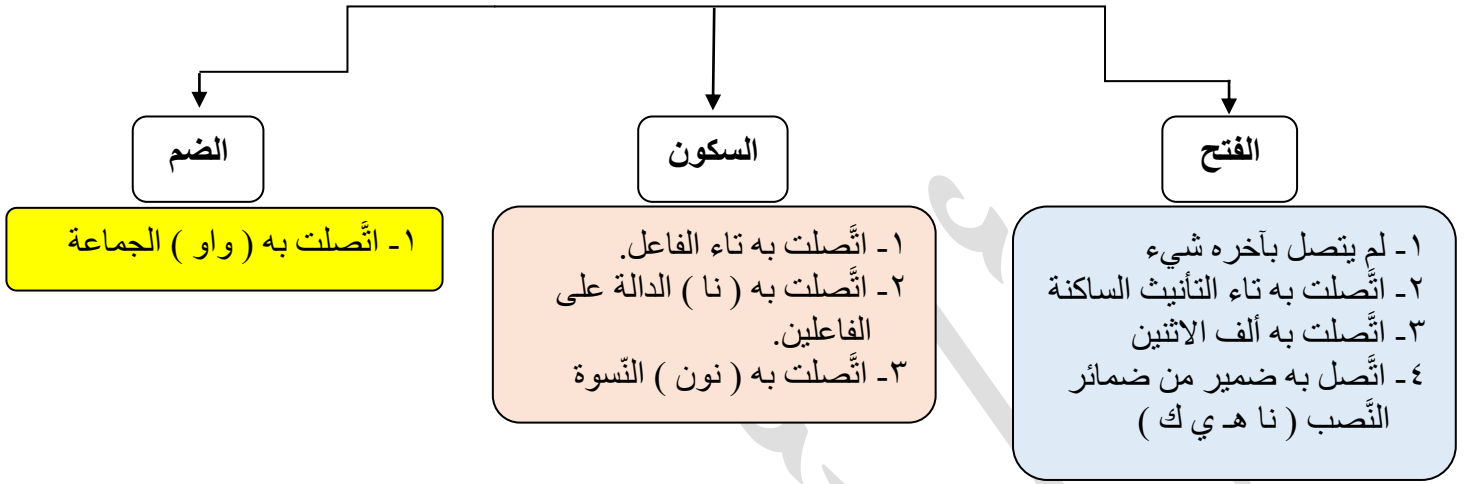 الفتح
١- لم يتصل بآخره شيء
٢- اتَّصلت به تاء التأنيث الساكنة
٣- اتَّصلت به ألف الاثنين
٤- اتَّصل به ضمير من ضمائر
النَّصب ( نا هـ ي ك )
السكون
١- اتَّصلت به تاء الفاعل.
٢- اتَّصلت به ( نا ) الدالة على
الفاعلين.
٣- اتَّصلت به ( نون ) النّسوة
الضم
١- اتَّصلت به ( واو ) الجماعة